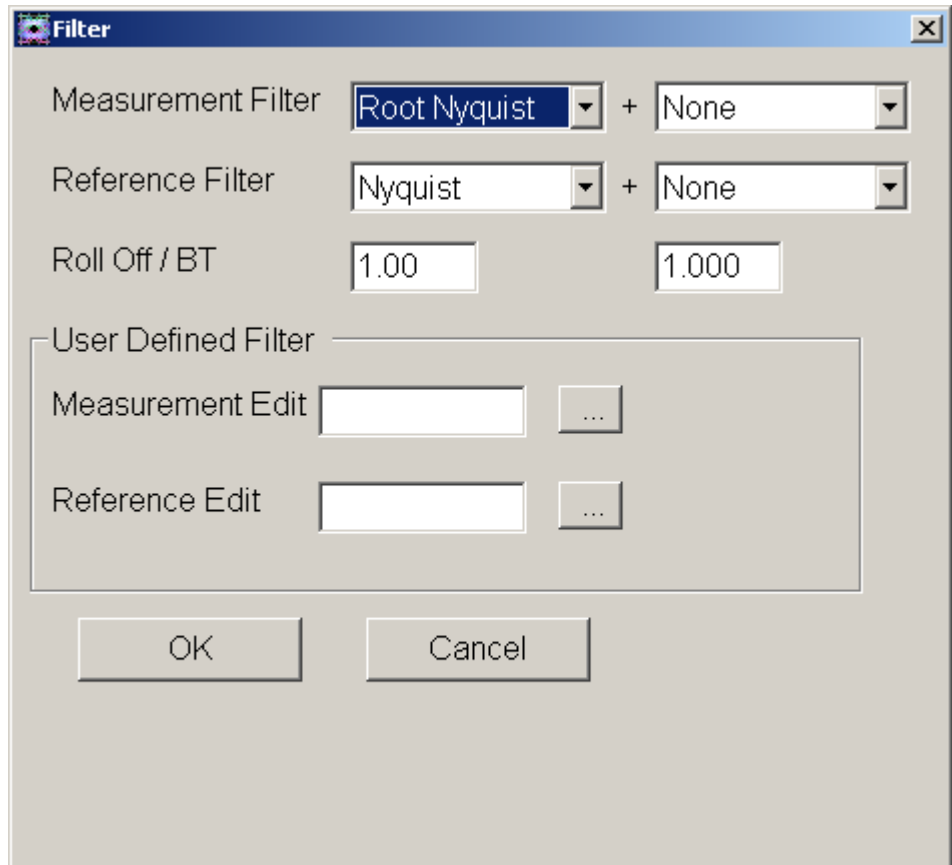 Filter
Measurement Filter Root Nyquist + None
Reference Filter Nyquist + None
Roll Off / BT 1.00 1.000
User Defined Filter
Measurement Edit ...
Reference Edit ...
OK Cancel